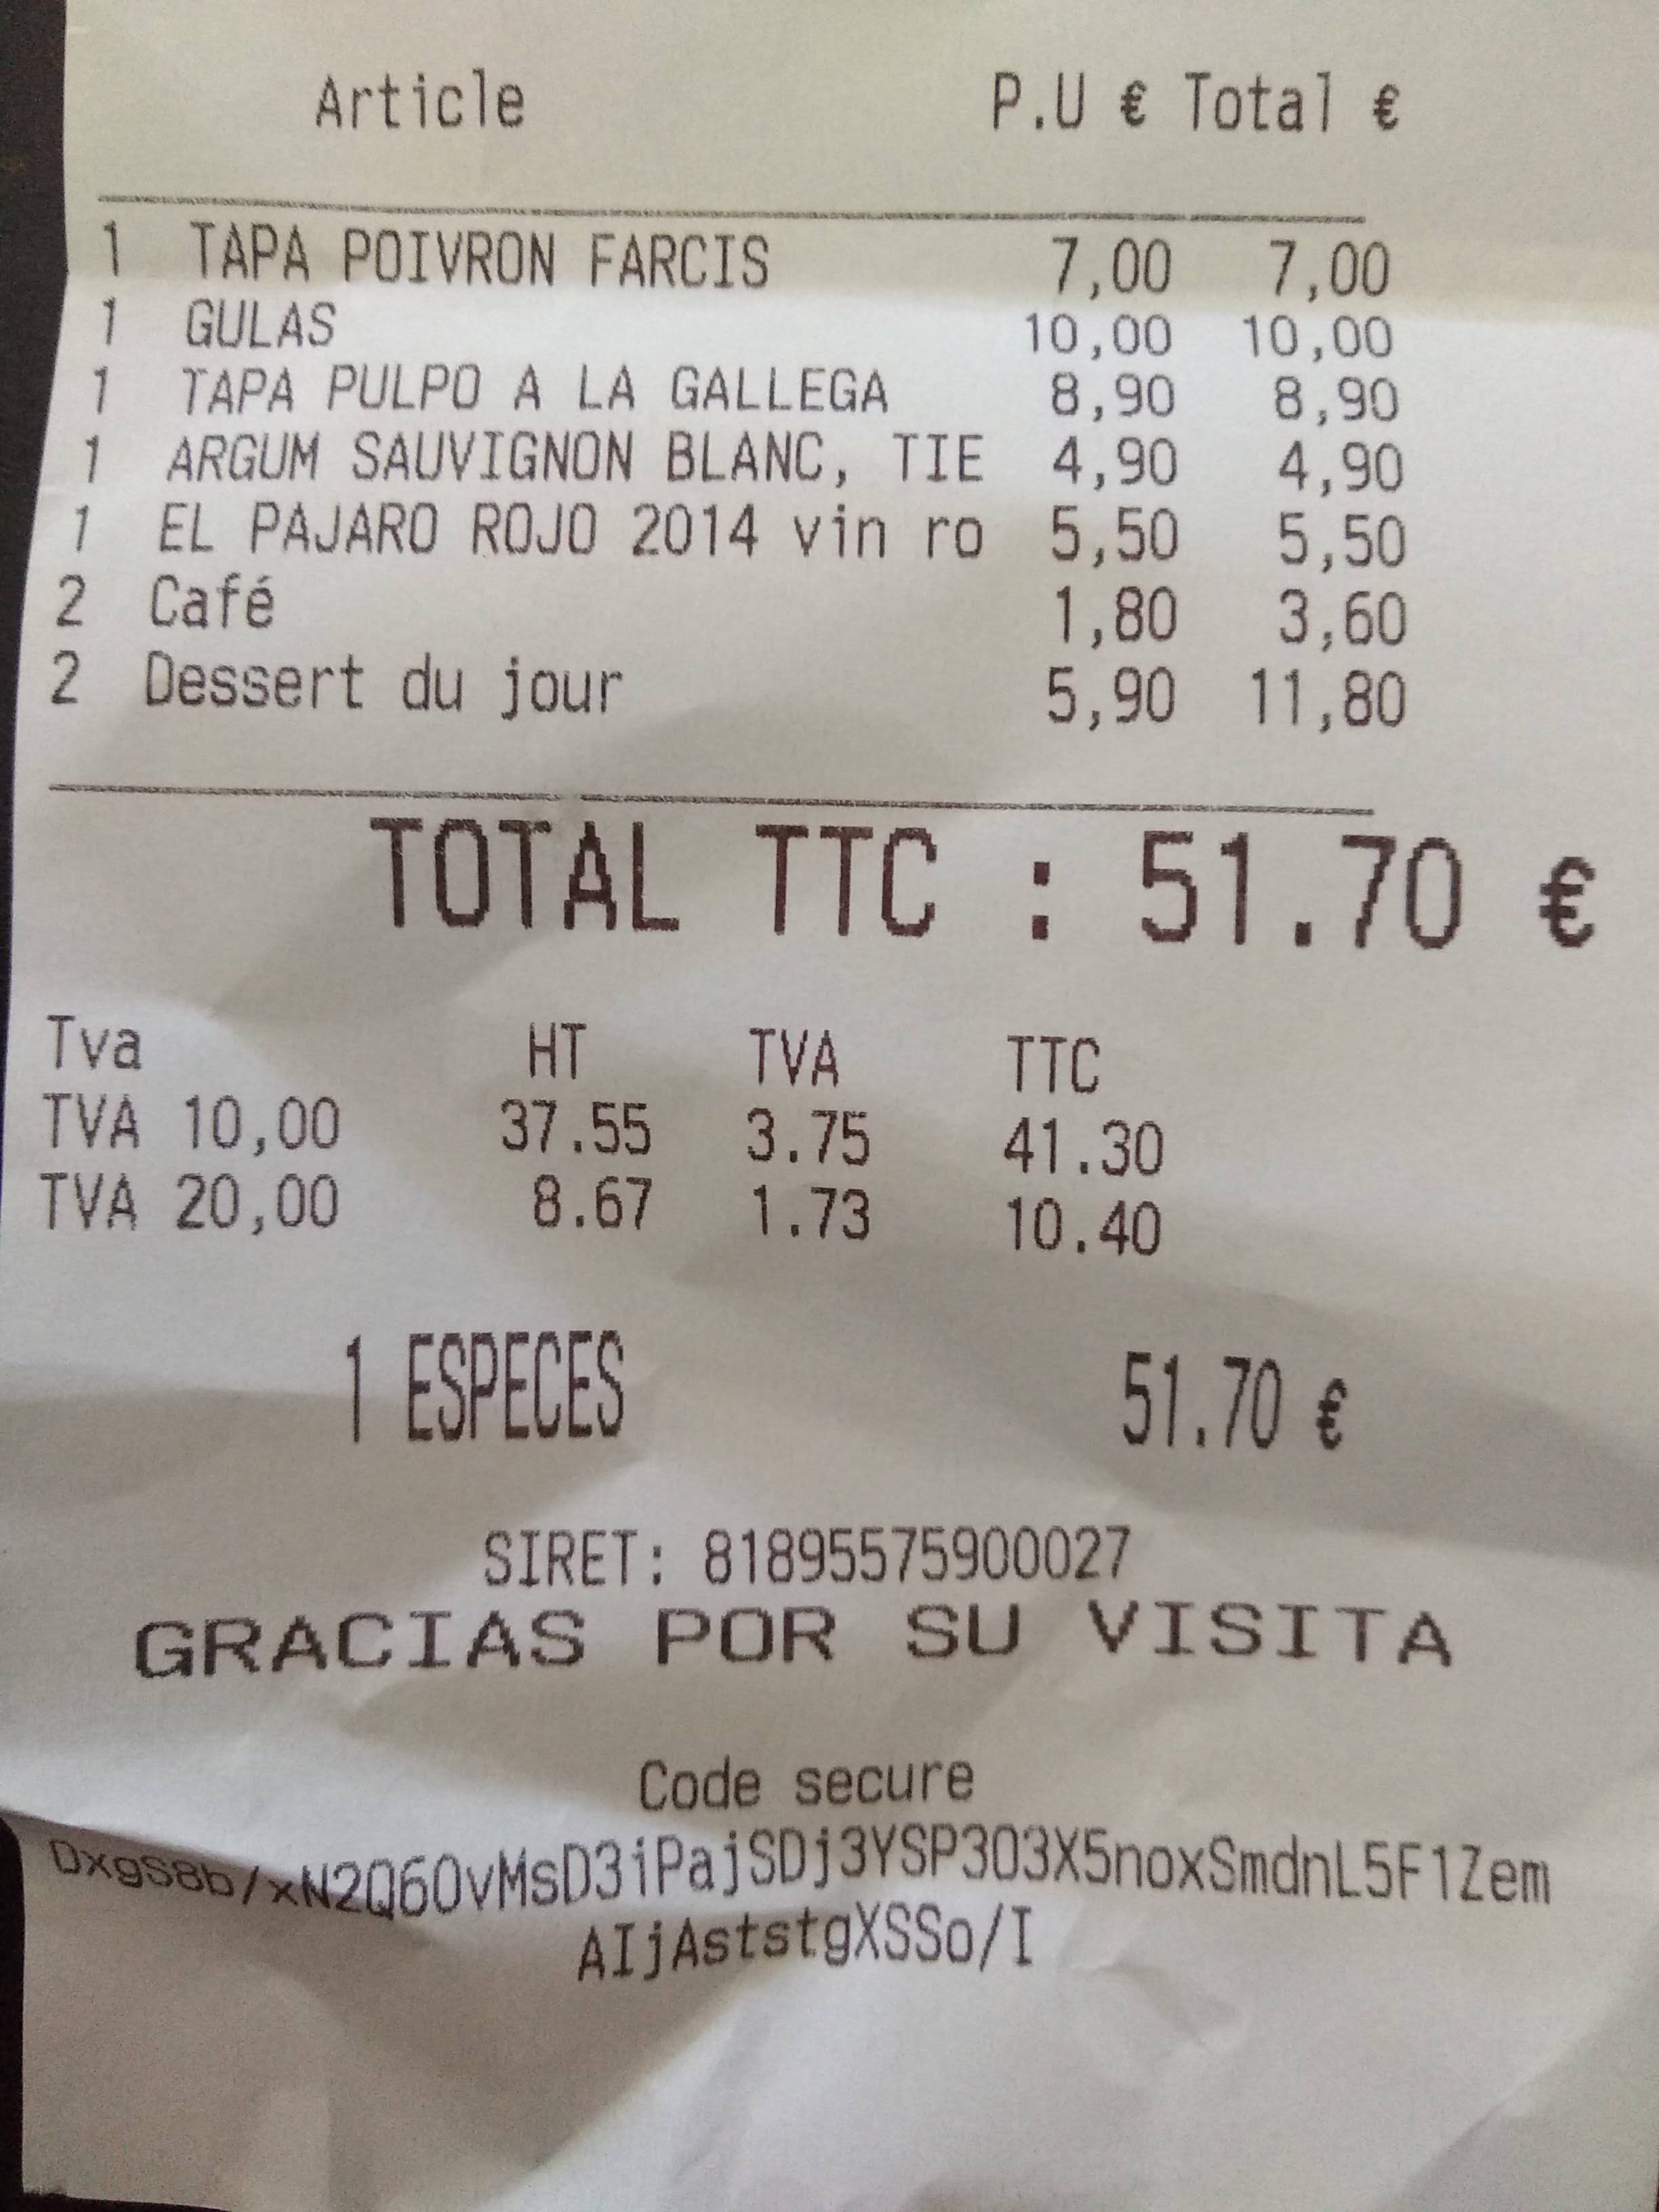 Article P.U € Total €
1 TAPA POIVRON FARCIS 7,00 7,00
1 GULAS 10,00 10,00
1 TAPA PULPO A LA GALLEGA 8,90 8,90
1 ARGUM SAUVIGNON BLANC, TIE 4,90 4,90
1 EL PAJARO ROJO 2014 vin ro 5,50 5,50
2 Café 1,80 3,60
2 Dessert du jour 5,90 11,80
TOTAL TTC : 51.70 €
Tva HT TVA TTC
TVA 10,00 37.55 3.75 41.30
TVA 20,00 8.67 1.73 10.40
1 ESPECES 51.70 €
SIRET: 81895575900027
GRACIAS POR SU VISITA
Code secure
DxgS8b/xN2Q60vMsD3iPajSDj3YSP303X5noxSmdnL5F1Zem
AIjAststgXSSo/I